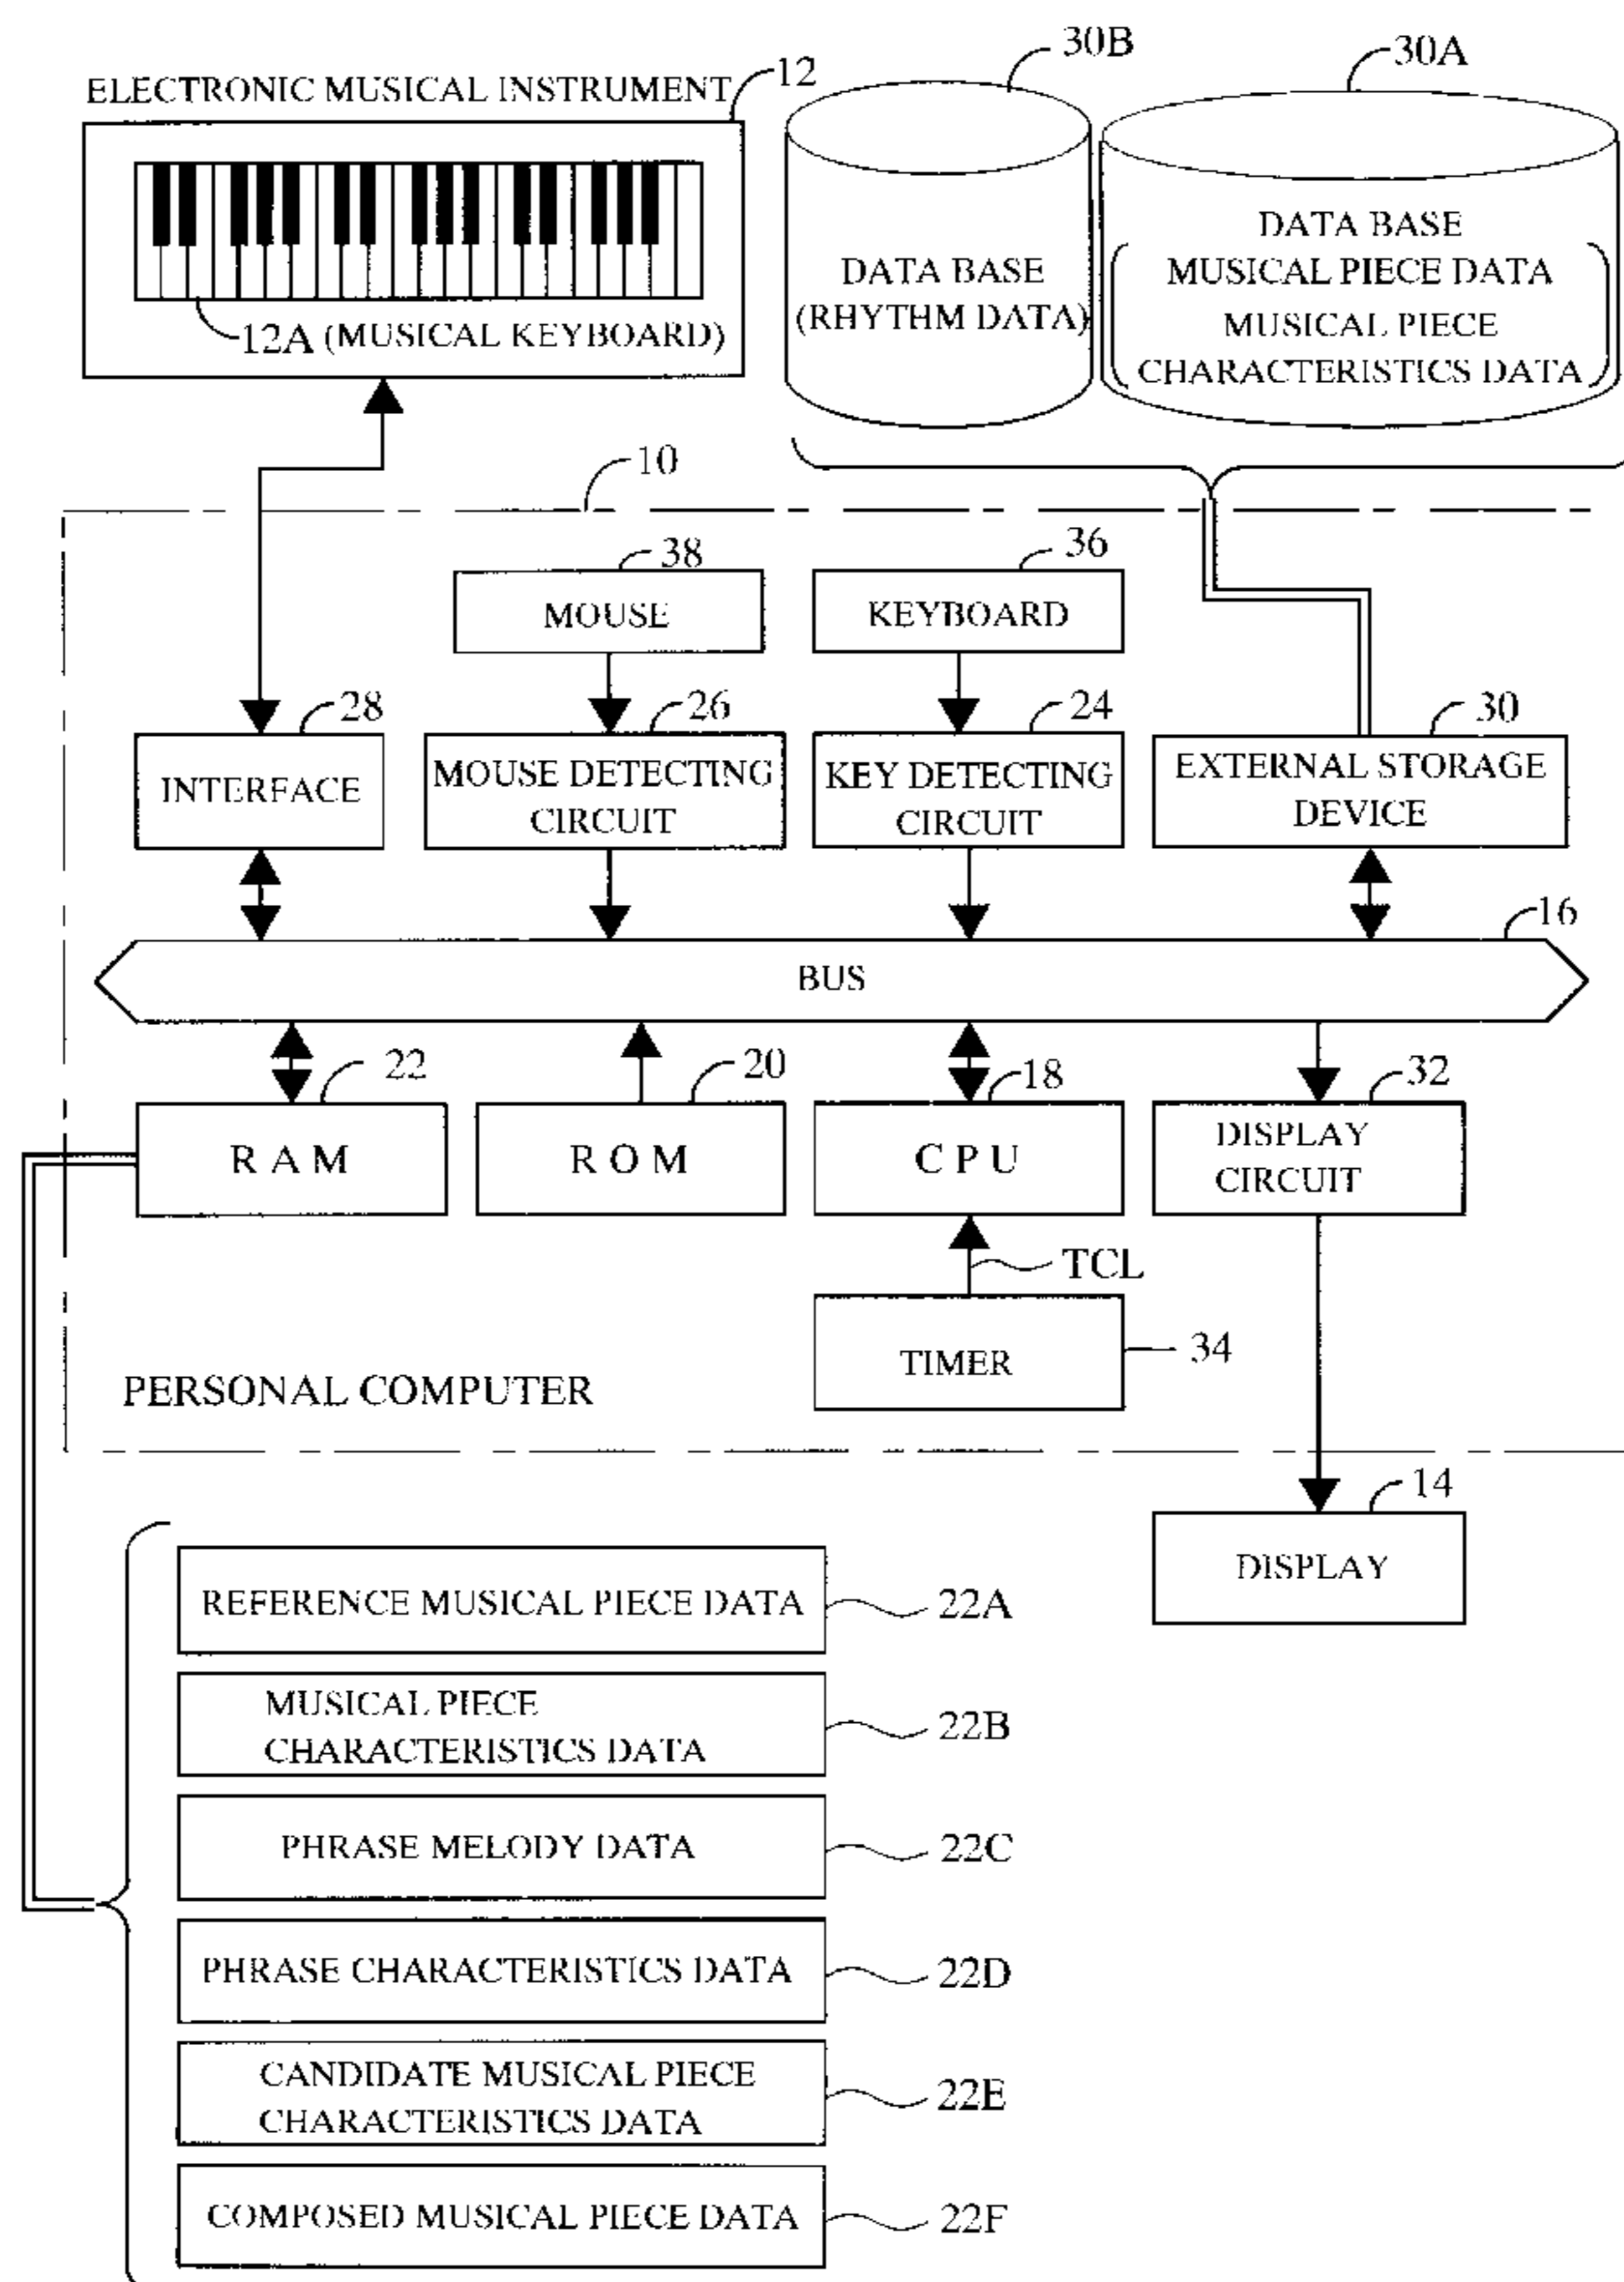 30B
30A
ELECTRONIC MUSICAL INSTRUMENT
12
DATA BASE
(RHYTHM DATA)
DATA BASE
MUSICAL PIECE DATA
MUSICAL PIECE
CHARACTERISTICS DATA
12A (MUSICAL KEYBOARD)
10
38
MOUSE
36
KEYBOARD
28
INTERFACE
26
MOUSE DETECTING
CIRCUIT
24
KEY DETECTING
CIRCUIT
30
EXTERNAL STORAGE
DEVICE
16
BUS
22
RAM
20
ROM
18
CPU
32
DISPLAY
CIRCUIT
TCL
TIMER
34
PERSONAL COMPUTER
14
DISPLAY
REFERENCE MUSICAL PIECE DATA
22A
MUSICAL PIECE
CHARACTERISTICS DATA
22B
PHRASE MELODY DATA
22C
PHRASE CHARACTERISTICS DATA
22D
CANDIDATE MUSICAL PIECE
CHARACTERISTICS DATA
22E
COMPOSED MUSICAL PIECE DATA
22F